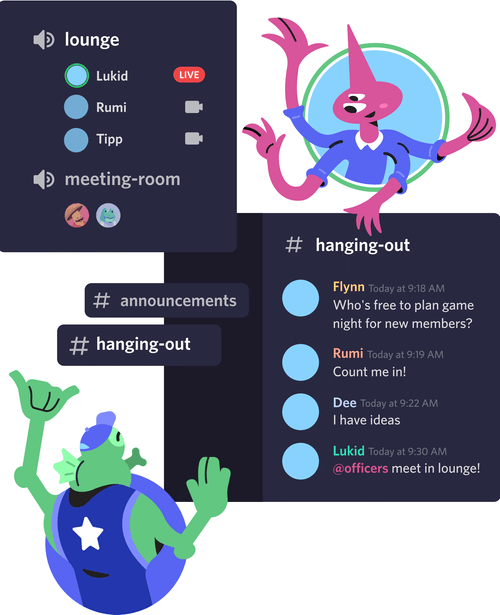 lounge
Lukid LIVE
Rumi
Tipp
meeting-room
# hanging-out
Flynn Today at 9:18 AM
Who's free to plan game
night for new members?
Rumi Today at 9:19 AM
Count me in!
Dee Today at 9:22 AM
I have ideas
Lukid Today at 9:30 AM
@officers meet in lounge!
# announcements
# hanging-out